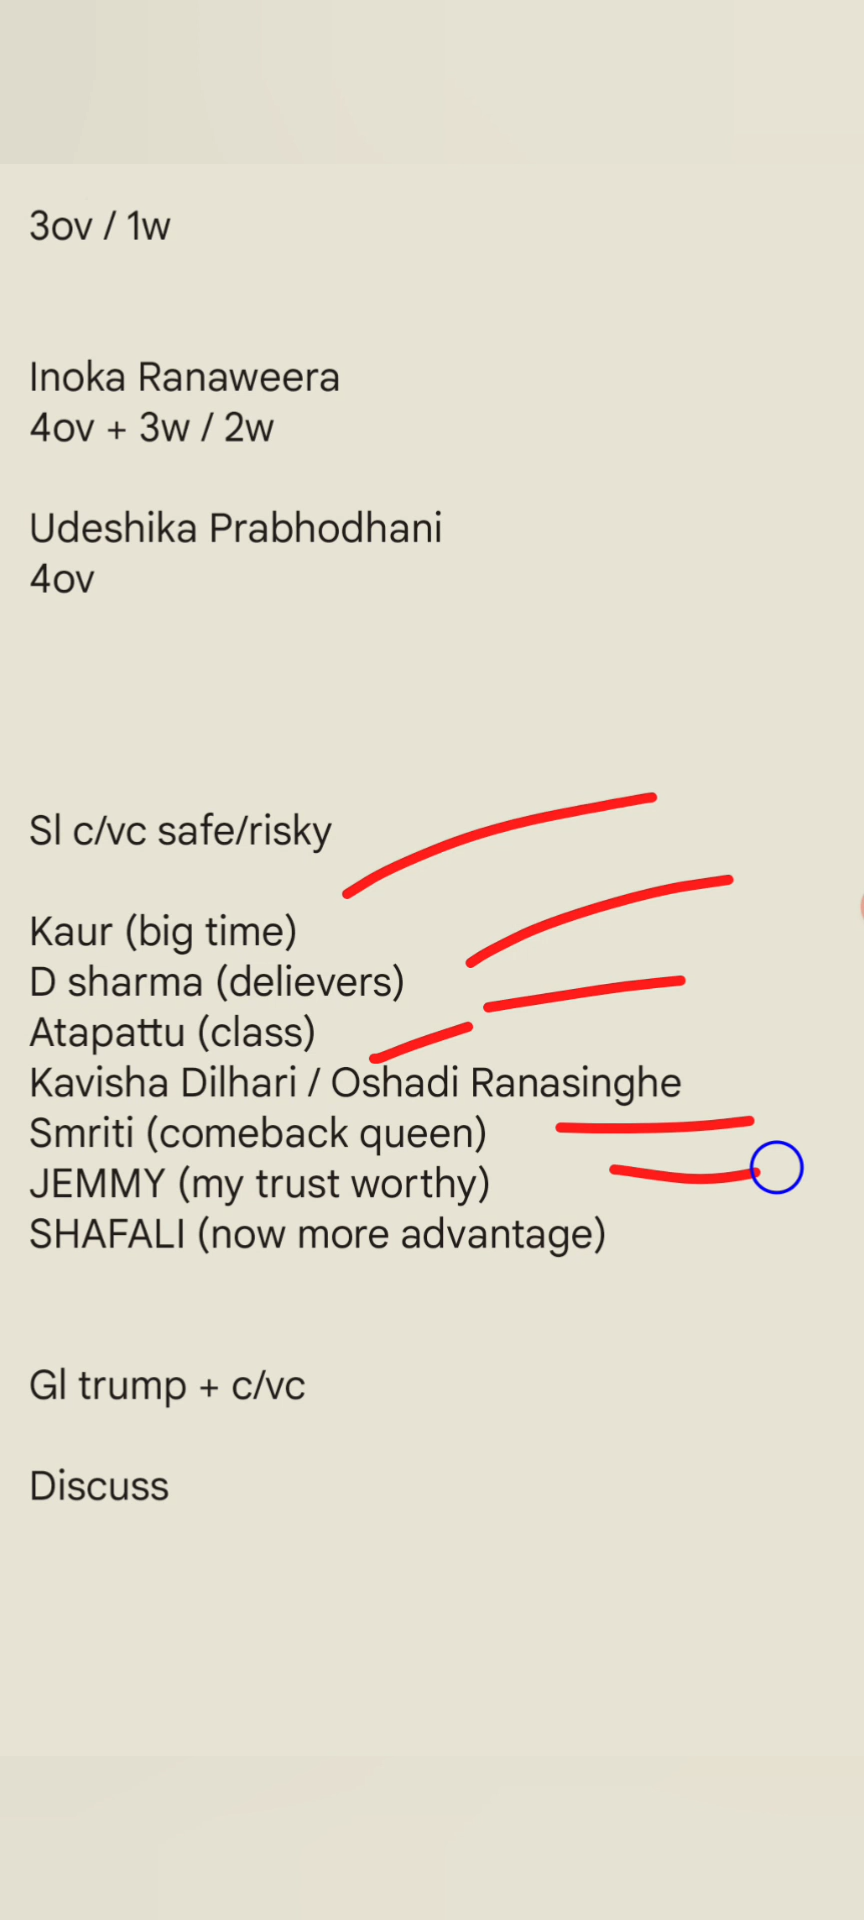 3ov / 1w
Inoka Ranaweera
4ov + 3w / 2w
Udeshika Prabhodhani
4ov
Sl c/vc safe/risky
Kaur (big time)
D sharma (delievers)
Atapattu (class)
Kavisha Dilhari / Oshadi Ranasinghe
Smriti (comeback queen)
JEMMY (my trust worthy)
SHAFALI (now more advantage)
Gl trump + c/vc
Discuss